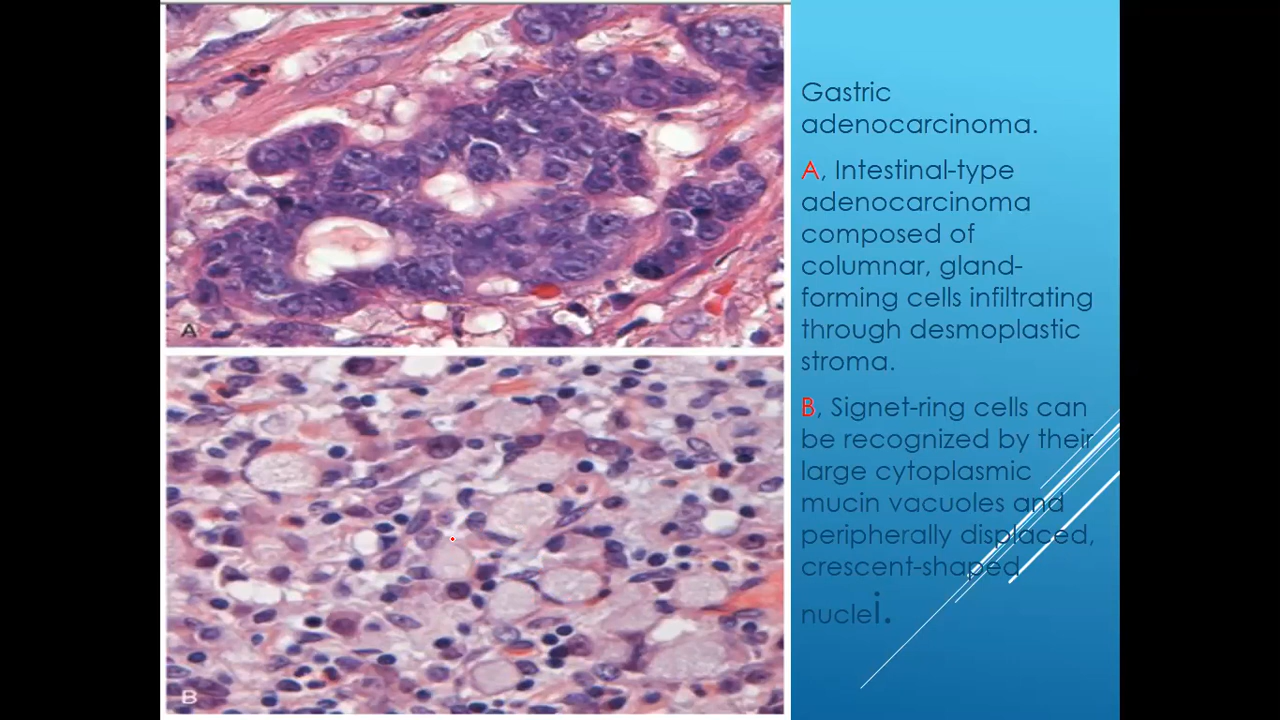 Gastric
adenocarcinoma.
A, Intestinal-type
adenocarcinoma
composed of
columnar, gland-
forming cells infiltrating
through desmoplastic
stroma.
B, Signet-ring cells can
be recognized by their
large cytoplasmic
mucin vacuoles and
peripherally displaced,
crescent-shaped
nuclei.
A
B